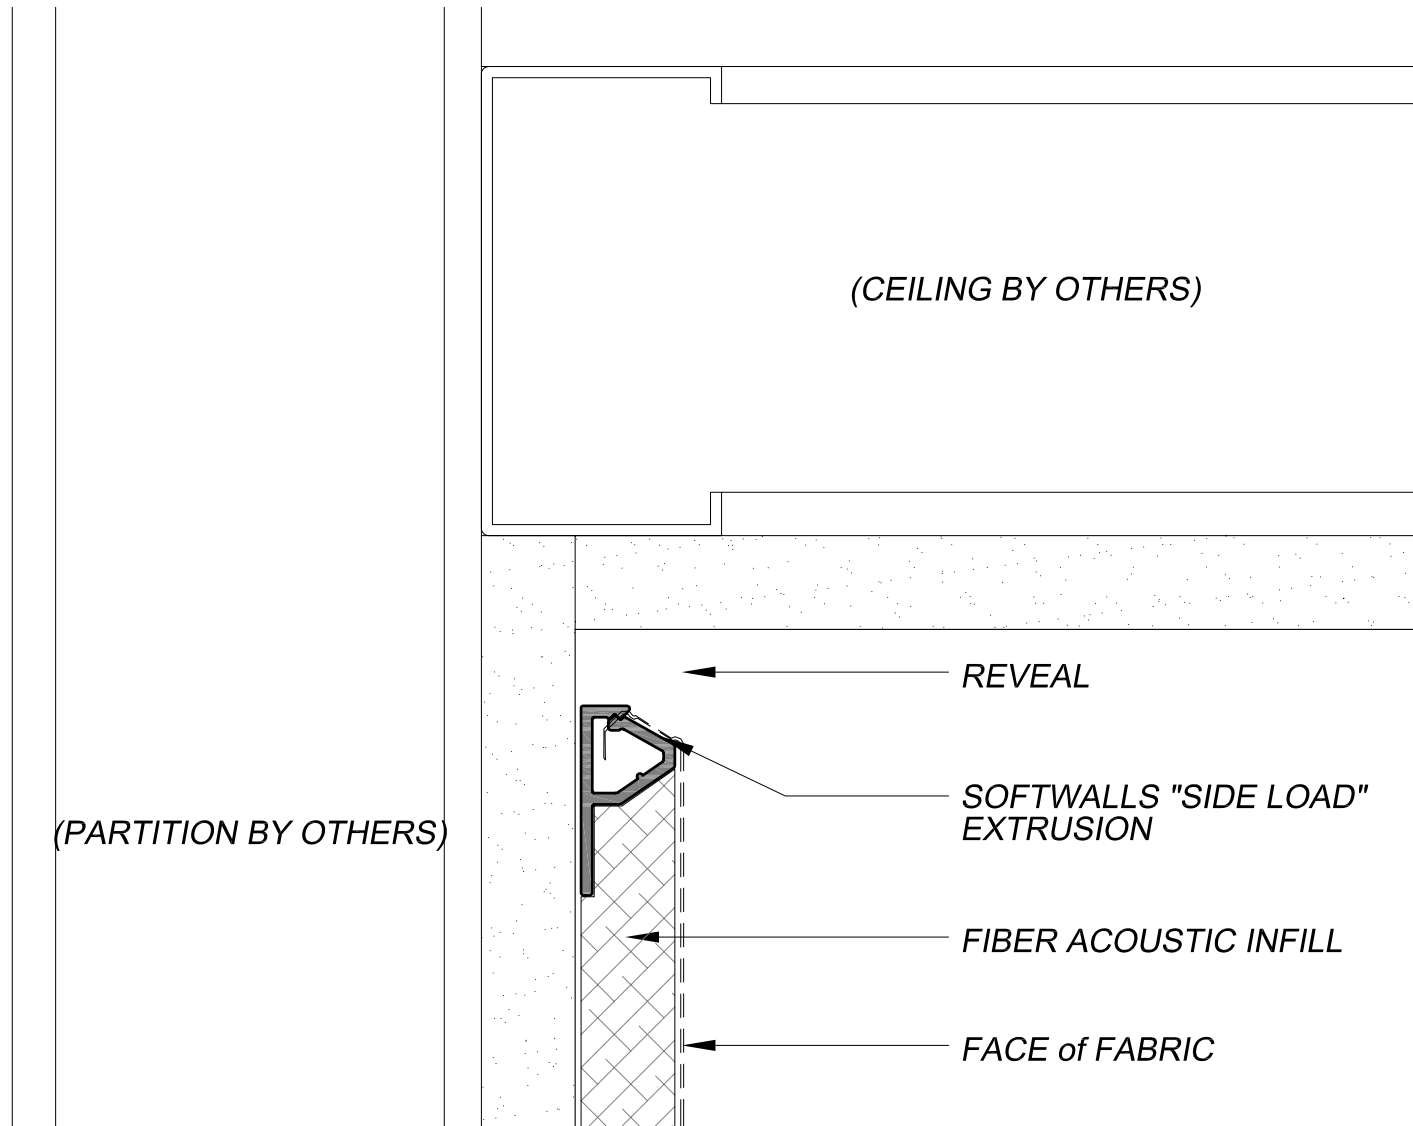 (CEILING BY OTHERS)
REVEAL
SOFTWALLS "SIDE LOAD"
EXTRUSION
(PARTITION BY OTHERS)
FIBER ACOUSTIC INFILL
FACE of FABRIC